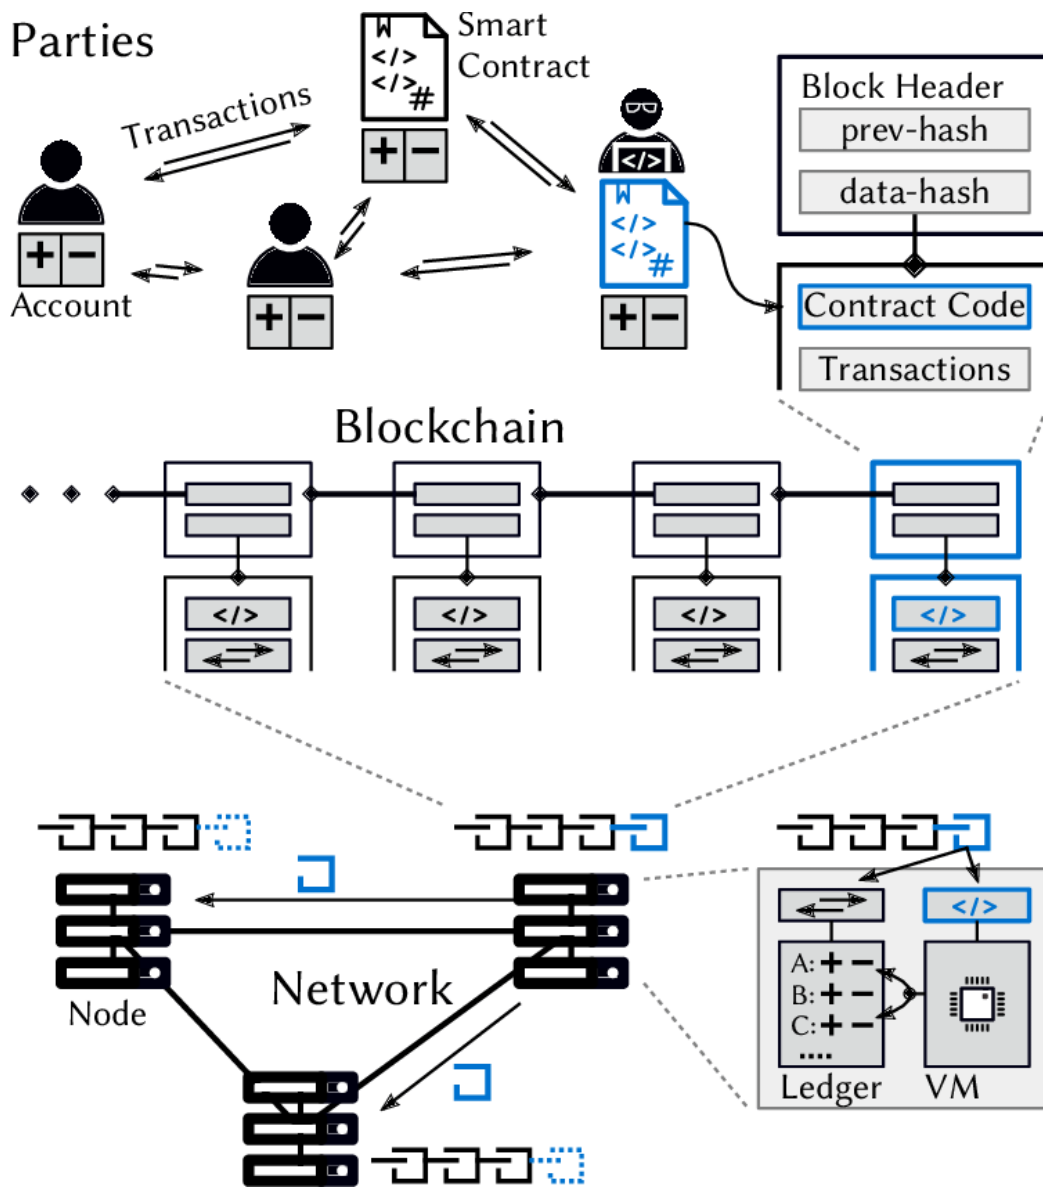 Parties
Smart
Contract
Transactions
Account
</>
</>
#
+ −
+ −
+ −
</>
</>
</>
#
+ −
Block Header
prev-hash
data-hash
Contract Code
Transactions
Blockchain
</>
</>
</>
</>
Node
Network
</>
A: + −
B: + −
C: + −
....
Ledger
VM